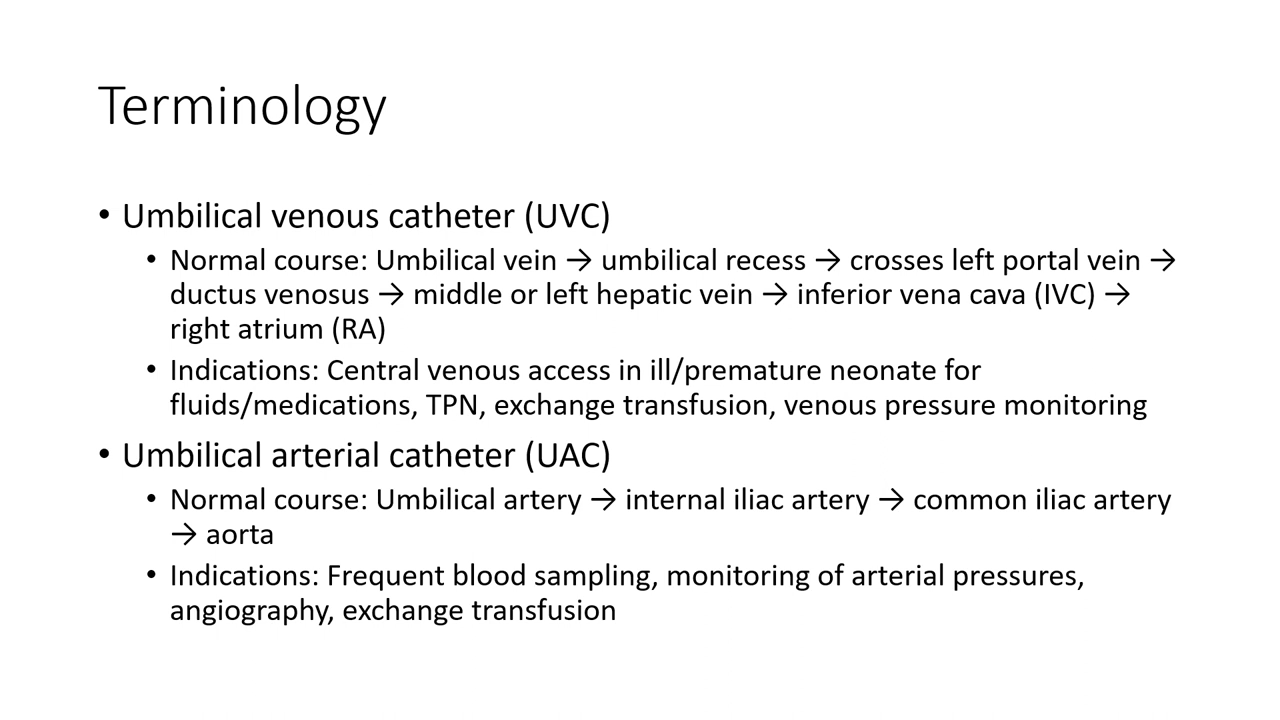 Terminology
• Umbilical venous catheter (UVC)
• Normal course: Umbilical vein → umbilical recess → crosses left portal vein →
ductus venosus → middle or left hepatic vein → inferior vena cava (IVC) →
right atrium (RA)
• Indications: Central venous access in ill/premature neonate for
fluids/medications, TPN, exchange transfusion, venous pressure monitoring
• Umbilical arterial catheter (UAC)
• Normal course: Umbilical artery → internal iliac artery → common iliac artery
→ aorta
• Indications: Frequent blood sampling, monitoring of arterial pressures,
angiography, exchange transfusion